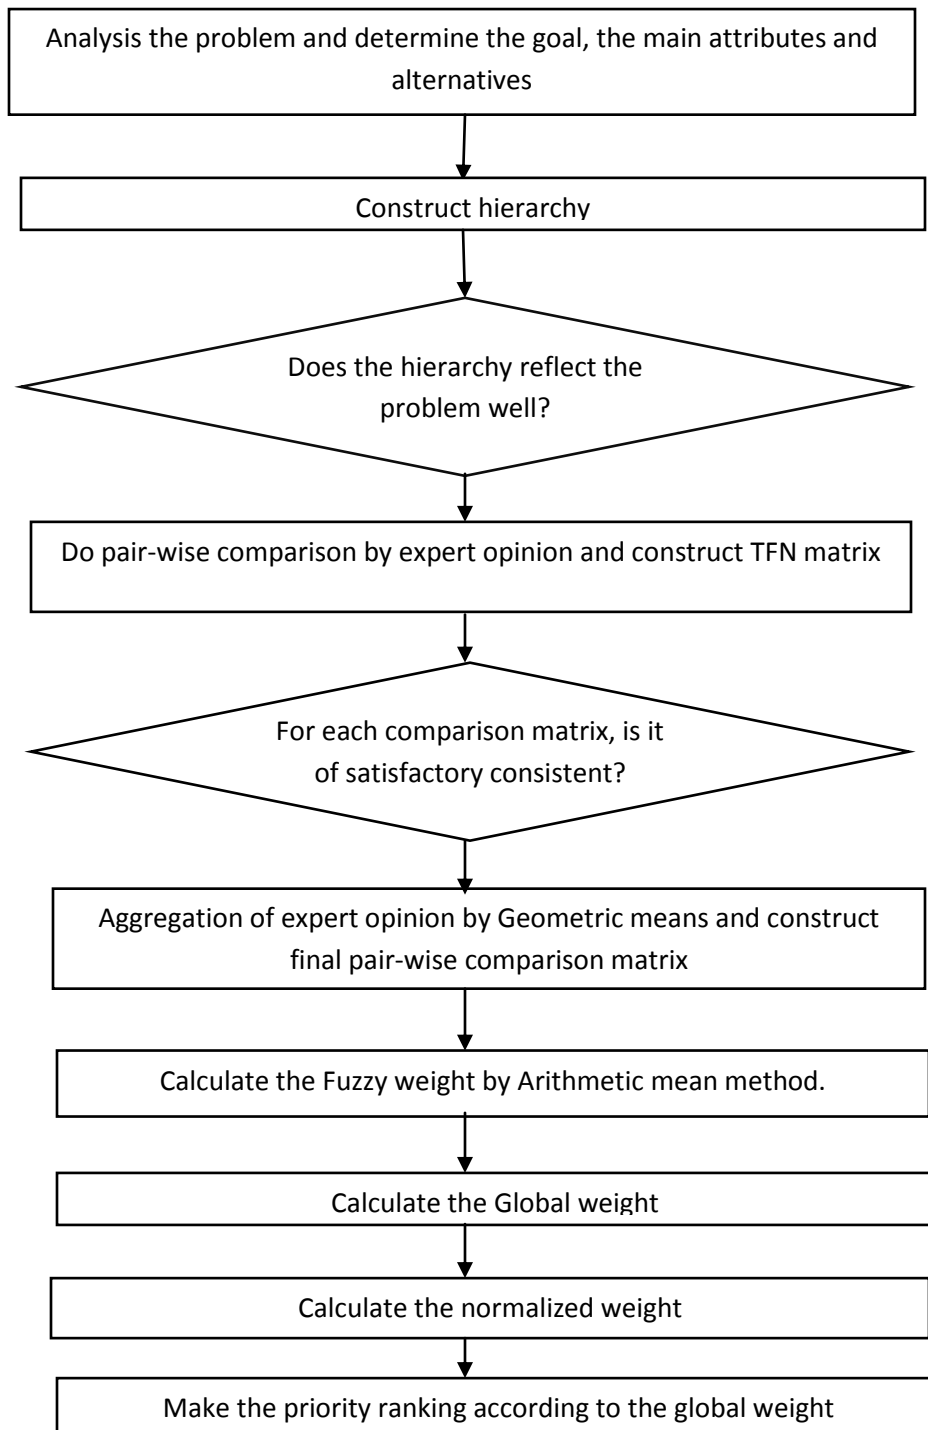 Analysis the problem and determine the goal, the main attributes and
alternatives
Construct hierarchy
Does the hierarchy reflect the
problem well?
Do pair-wise comparison by expert opinion and construct TFN matrix
For each comparison matrix, is it
of satisfactory consistent?
Aggregation of expert opinion by Geometric means and construct
final pair-wise comparison matrix
Calculate the Fuzzy weight by Arithmetic mean method.
Calculate the Global weight
Calculate the normalized weight
Make the priority ranking according to the global weight